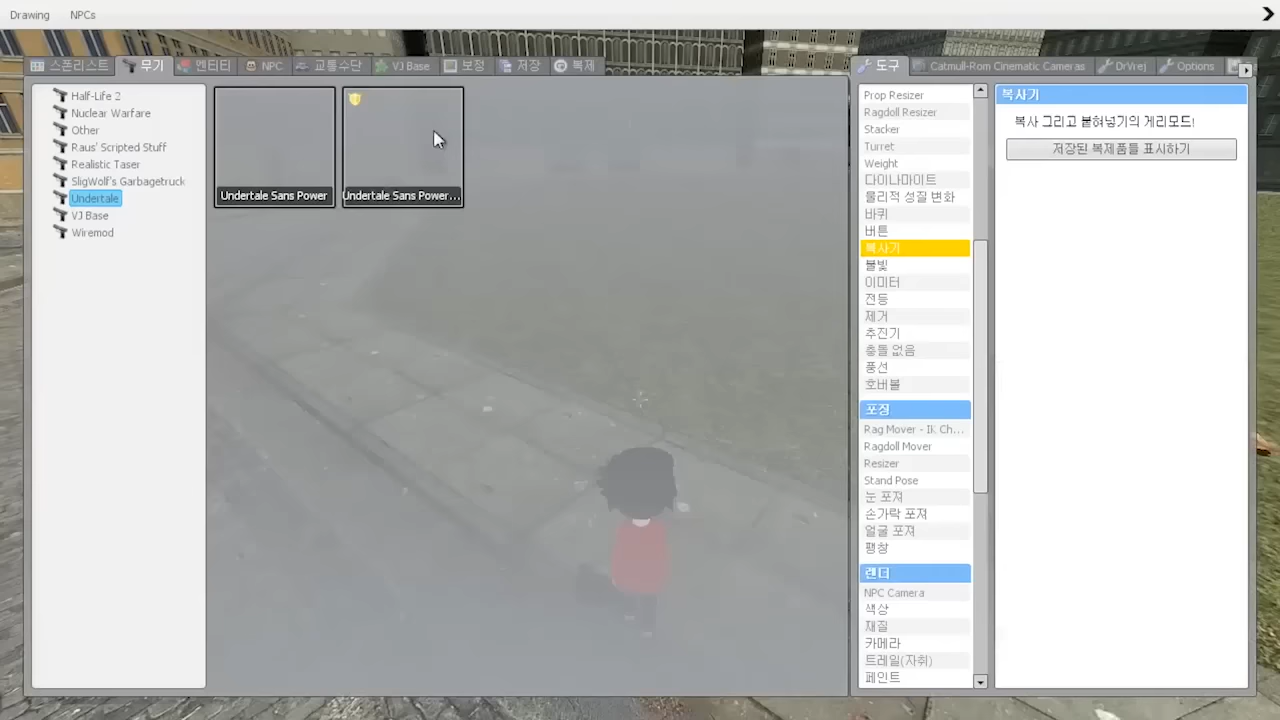 Drawing NPCs
스폰리스트 무기 엔티티 NPC 교통수단 VJ Base 보정 저장 복제
도구 Catmull-Rom Cinematic Cameras DrVrej Options
Half-Life 2
Nuclear Warfare
Other
Raus' Scripted Stuff
Realistic Taser
SligWolf's Garbagetruck
Undertale
VJ Base
Wiremod
Undertale Sans Power
Undertale Sans Power...
Prop Resizer
Ragdoll Resizer
Stacker
Turret
Weight
다이나마이트
물리적 성질 변화
바퀴
버튼
복사기
불빛
이미터
전등
제거
추진기
충돌 없음
풍선
호버볼
포징
Rag Mover - IK Ch...
Ragdoll Mover
Resizer
Stand Pose
눈 포져
손가락 포져
얼굴 포져
팽창
렌더
NPC Camera
색상
재질
카메라
트레일(자취)
페인트
복사기
복사 그리고 붙혀넣기의 게리모드!
저장된 복제품들 표시하기